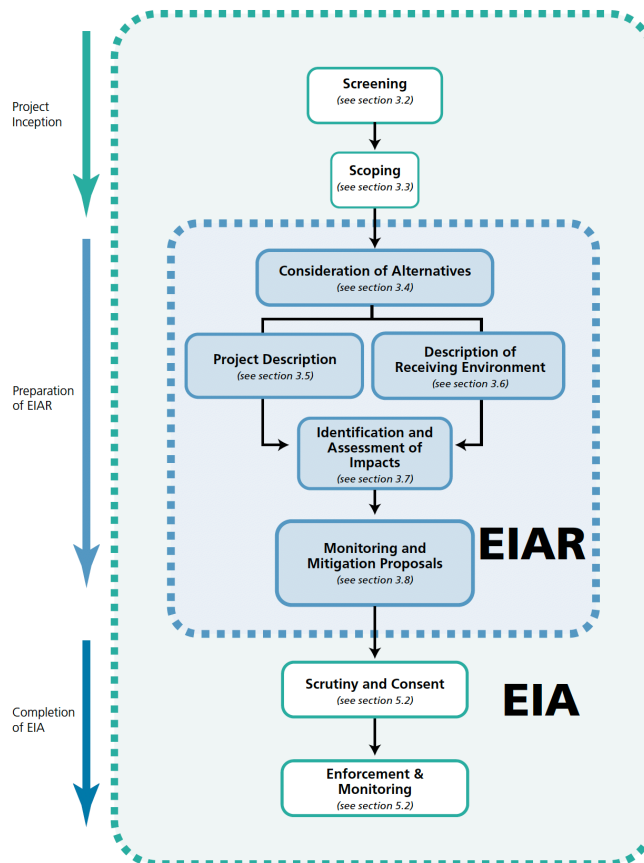 Project
Inception
Screening
(see section 3.2)
Scoping
(see section 3.3)
Consideration of Alternatives
(see section 3.4)
Project Description
(see section 3.5)
Description of
Receiving Environment
(see section 3.6)
Preparation
of EIAR
Identification and
Assessment of
Impacts
(see section 3.7)
Monitoring and
Mitigation Proposals
(see section 3.8)
EIAR
Scrutiny and Consent
(see section 5.2)
EIA
Completion
of EIA
Enforcement &
Monitoring
(see section 5.2)